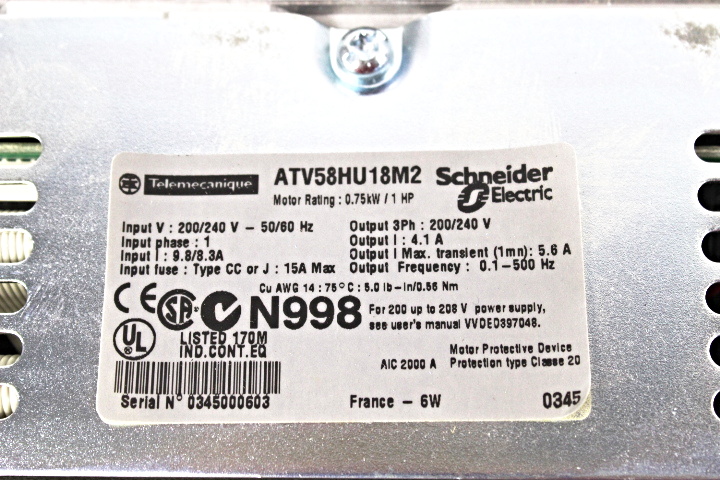 Telemecanique ATV58HU18M2 Schneider Electric
Motor Rating : 0.75kW / 1 HP
Input V : 200/240 V - 50/60 Hz Output 3Ph : 200/240 V
Input phase : 1 Output I : 4.1 A
Input I : 9.8/8.3A Output I Max. transient (1mn): 5.6 A
Input fuse : Type CC or J : 15A Max Output Frequency : 0.1-500 Hz
Cu AWG 14 : 75°C : 5.0 lb-in/0.56 Nm
CE SA N998 For 200 up to 208 V power supply,
see user's manual VVDED397048.
UL LISTED 170M
IND.CONT.EQ
Motor Protective Device
AIC 2000 A Protection type Classe 20
Serial N° 0345000603 France - 6W 0345